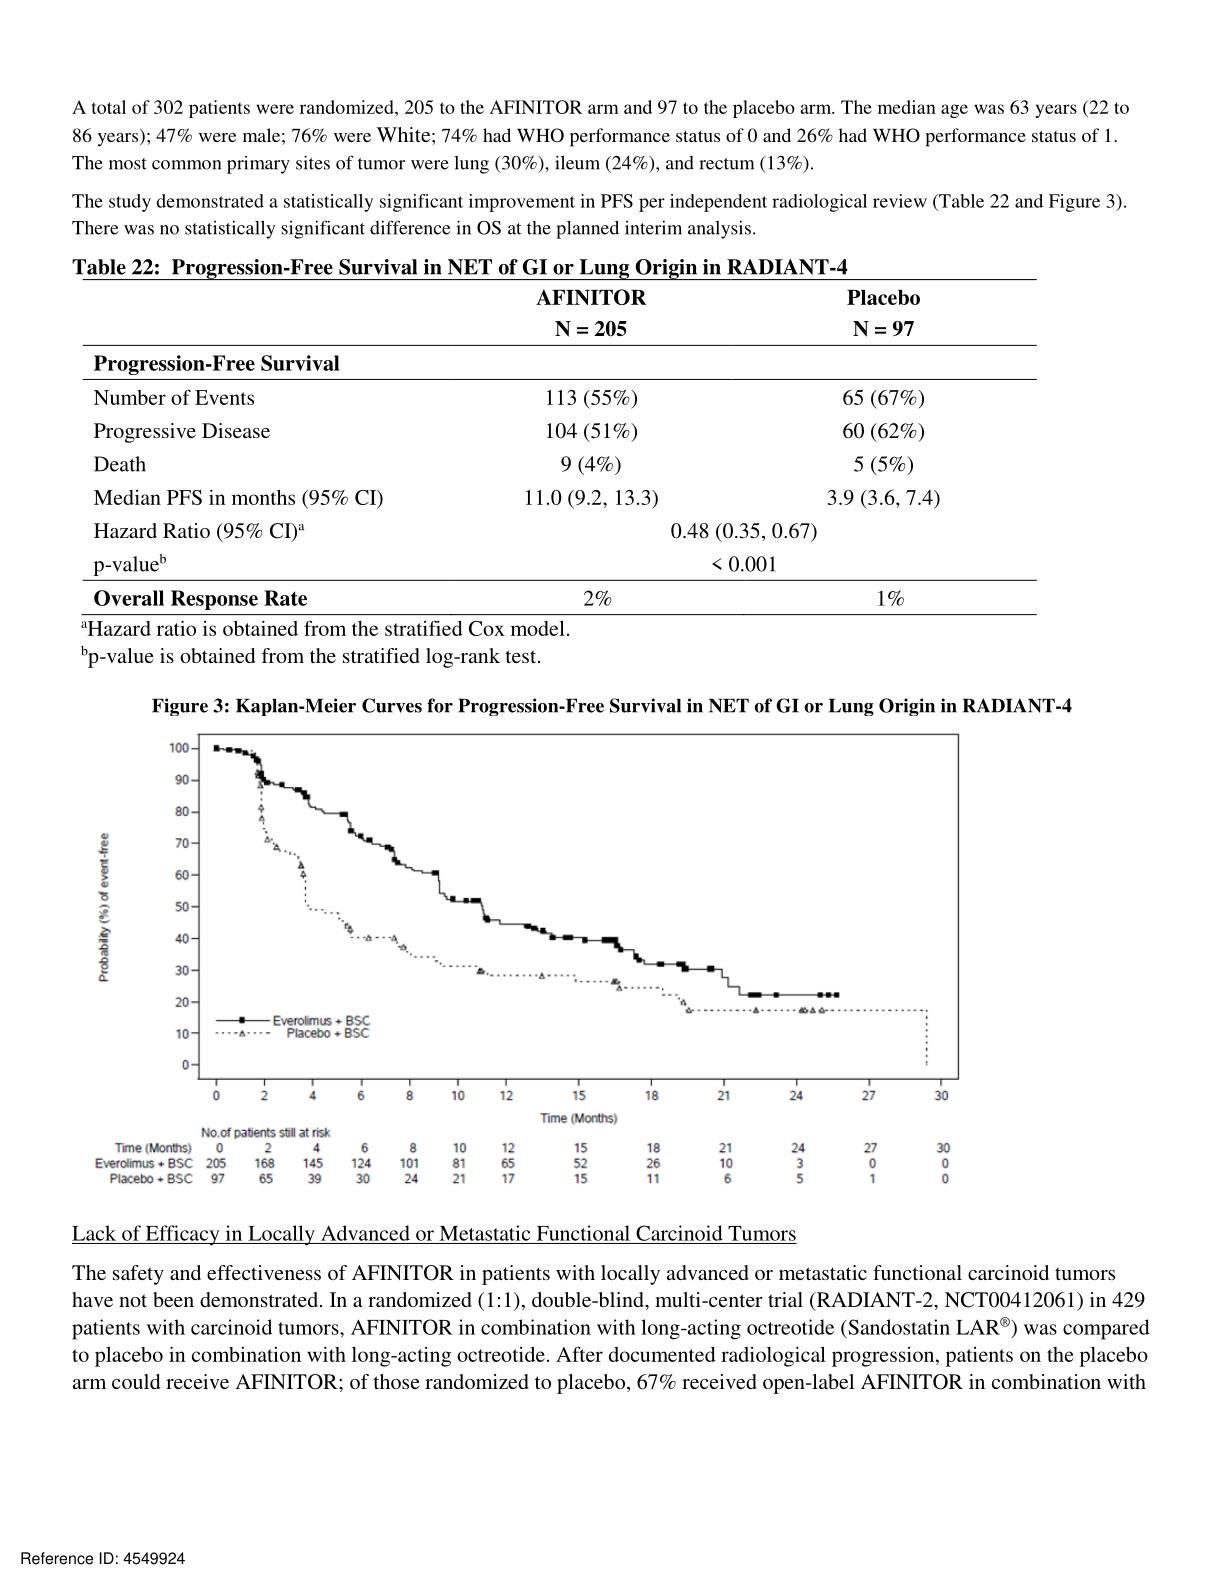 A total of 302 patients were randomized, 205 to the AFINITOR arm and 97 to the placebo arm. The median age was 63 years (22 to
86 years); 47% were male; 76% were White; 74% had WHO performance status of 0 and 26% had WHO performance status of 1.
The most common primary sites of tumor were lung (30%), ileum (24%), and rectum (13%).
The study demonstrated a statistically significant improvement in PFS per independent radiological review (Table 22 and Figure 3).
There was no statistically significant difference in OS at the planned interim analysis.
Table 22: Progression-Free Survival in NET of GI or Lung Origin in RADIANT-4
AFINITOR Placebo
N = 205 N = 97
Progression-Free Survival
Number of Events 113 (55%) 65 (67%)
Progressive Disease 104 (51%) 60 (62%)
Death 9 (4%) 5 (5%)
Median PFS in months (95% CI) 11.0 (9.2, 13.3) 3.9 (3.6, 7.4)
Hazard Ratio (95% CI)ᵃ 0.48 (0.35, 0.67)
p-valueᵇ < 0.001
Overall Response Rate 2% 1%
ᵃHazard ratio is obtained from the stratified Cox model.
ᵇp-value is obtained from the stratified log-rank test.
Figure 3: Kaplan-Meier Curves for Progression-Free Survival in NET of GI or Lung Origin in RADIANT-4
Probability (%) of event-free
100
90
80
70
60
50
40
30
20
10
0
Everolimus + BSC
Placebo + BSC
0 2 4 6 8 10 12 15 18 21 24 27 30
Time (Months)
No.of patients still at risk
Time (Months) 0 2 4 6 8 10 12 15 18 21 24 27 30
Everolimus + BSC 205 168 145 124 101 81 65 52 26 10 3 0 0
Placebo + BSC 97 65 39 30 24 21 17 15 11 6 5 1 0
Lack of Efficacy in Locally Advanced or Metastatic Functional Carcinoid Tumors
The safety and effectiveness of AFINITOR in patients with locally advanced or metastatic functional carcinoid tumors
have not been demonstrated. In a randomized (1:1), double-blind, multi-center trial (RADIANT-2, NCT00412061) in 429
patients with carcinoid tumors, AFINITOR in combination with long-acting octreotide (Sandostatin LAR®) was compared
to placebo in combination with long-acting octreotide. After documented radiological progression, patients on the placebo
arm could receive AFINITOR; of those randomized to placebo, 67% received open-label AFINITOR in combination with
Reference ID: 4549924